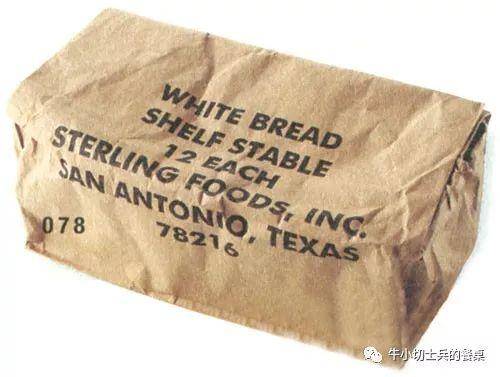 WHITE BREAD
SHELF STABLE
12 EACH
STERLING FOODS, INC.
SAN ANTONIO, TEXAS
78216
078
牛小切士兵的餐桌